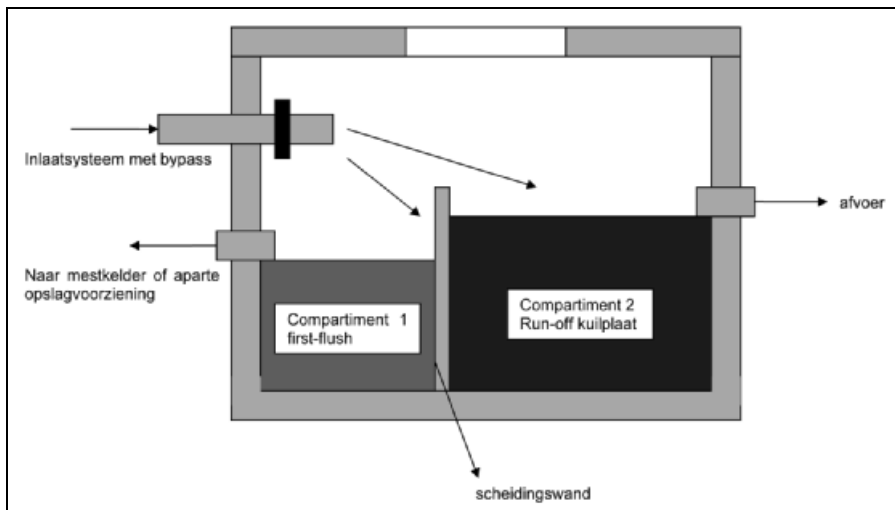 Inlaatsysteem met bypass
afvoer
Naar mestkelder of aparte
opslagvoorziening
Compartiment 1
first-flush
Compartiment 2
Run-off kuilplaat
scheidingswand